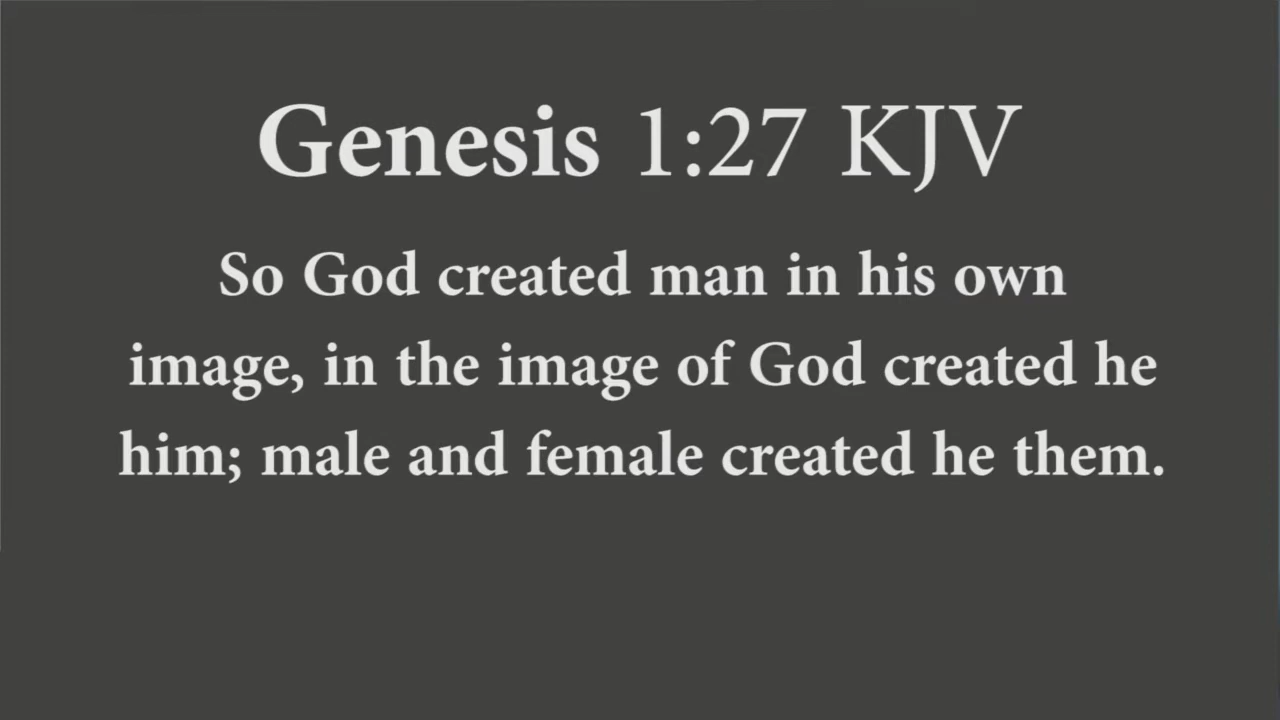 Genesis 1:27 KJV
So God created man in his own
image, in the image of God created he
him; male and female created he them.